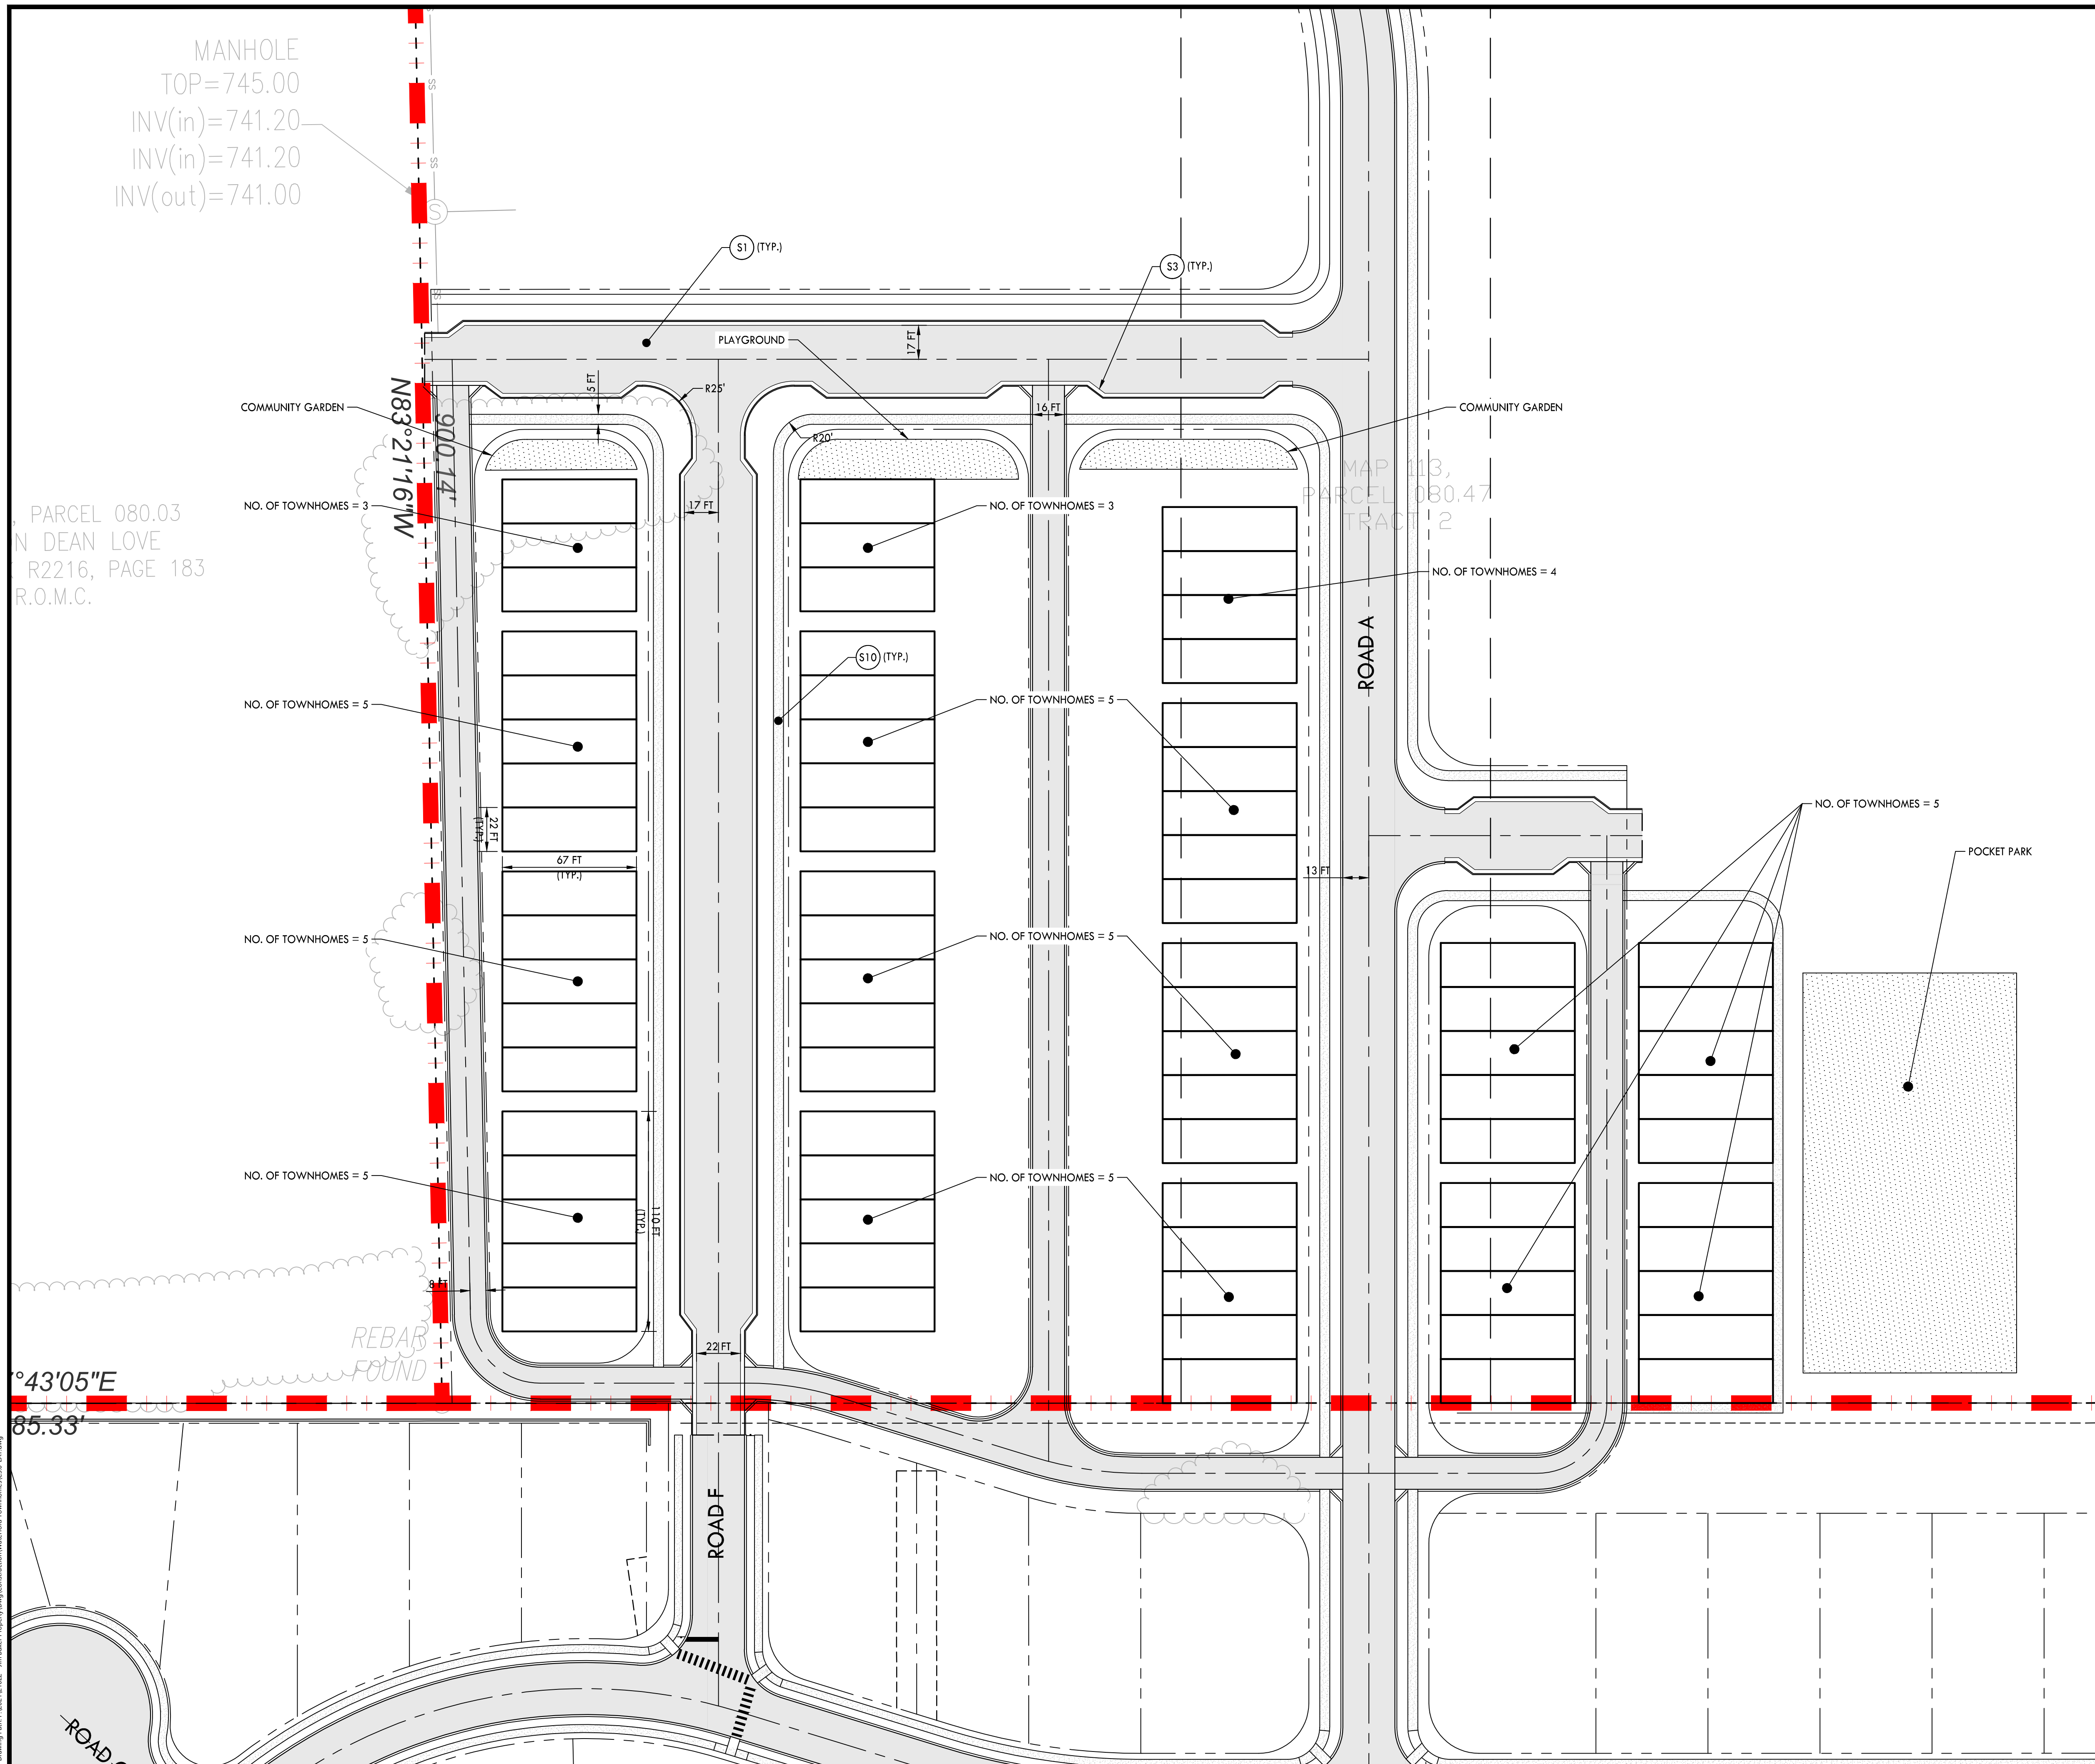 MANHOLE
TOP=745.00
INV(in)=741.20
INV(in)=741.20
INV(out)=741.00
SS
SS
SS
S
S1 (TYP.)
S3 (TYP.)
17 FT
PLAYGROUND
5 FT
R25'
COMMUNITY GARDEN
16 FT
COMMUNITY GARDEN
R20'
N83°21'16"W
900.14'
MAP 113,
PARCEL 080.47
TRACT 2
, PARCEL 080.03
N DEAN LOVE
R2216, PAGE 183
R.O.M.C.
NO. OF TOWNHOMES = 3
17 FT
NO. OF TOWNHOMES = 3
NO. OF TOWNHOMES = 4
ROAD A
S10 (TYP.)
NO. OF TOWNHOMES = 5
NO. OF TOWNHOMES = 5
22 FT
(TYP.)
67 FT
(TYP.)
13 FT
NO. OF TOWNHOMES = 5
POCKET PARK
NO. OF TOWNHOMES = 5
NO. OF TOWNHOMES = 5
NO. OF TOWNHOMES = 5
NO. OF TOWNHOMES = 5
110 FT
(TYP.)
8 FT
REBAR
FOUND
22 FT
°43'05"E
85.33'
ROAD F
ROAD